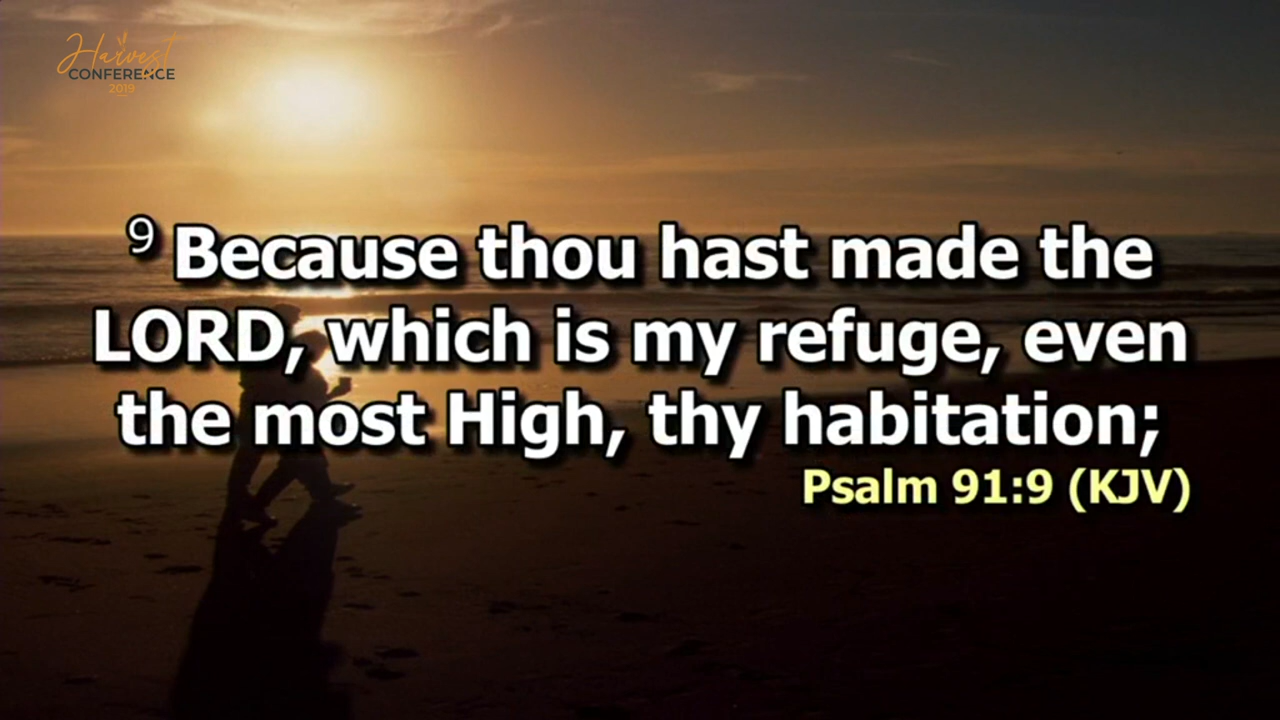 Harvest
CONFERENCE
2019
9 Because thou hast made the
LORD, which is my refuge, even
the most High, thy habitation;
Psalm 91:9 (KJV)